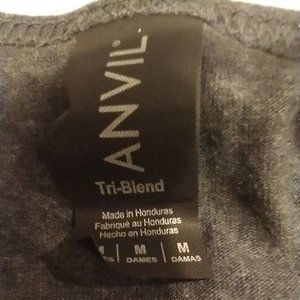 ANVIL®
Tri-Blend
Made in Honduras
Fabriqué au Honduras
Hecho en Honduras
M M
DAMES DAMAS